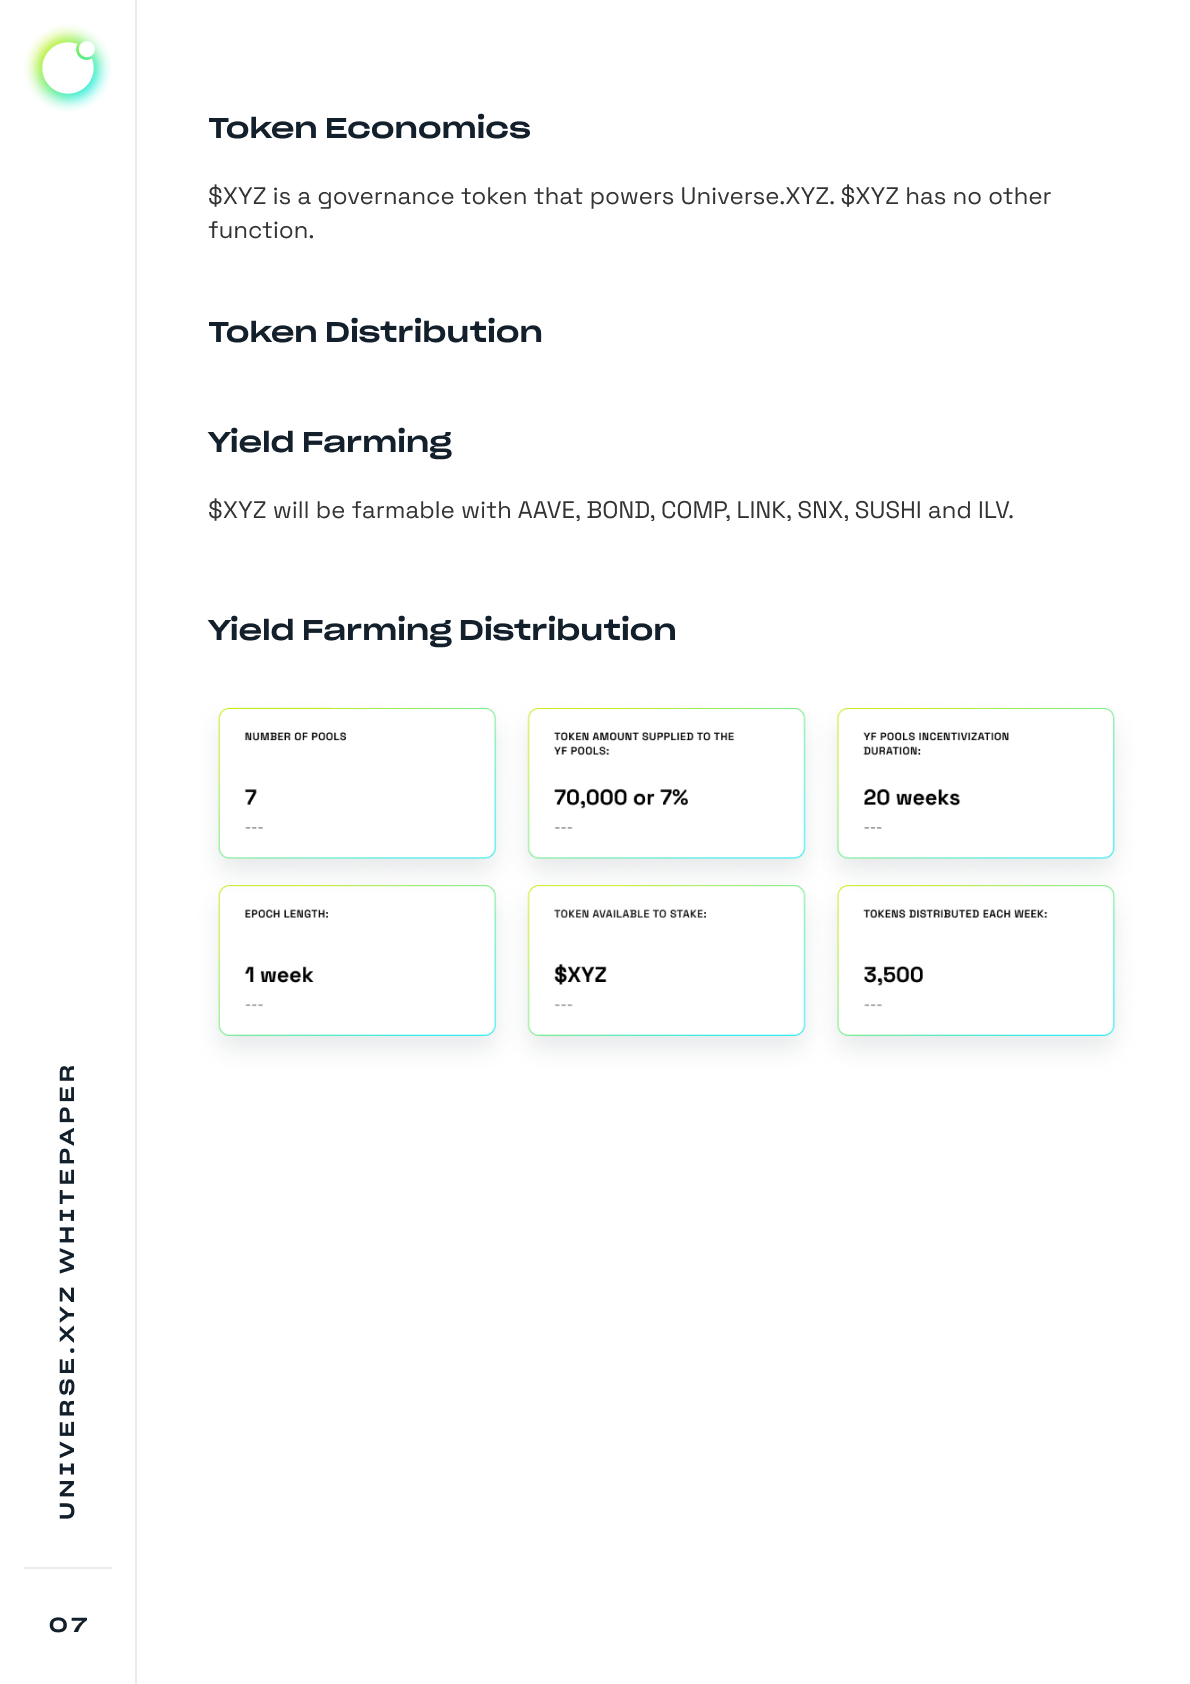 Token Economics
$XYZ is a governance token that powers Universe.XYZ. $XYZ has no other
function.
Token Distribution
Yield Farming
$XYZ will be farmable with AAVE, BOND, COMP, LINK, SNX, SUSHI and ILV.
Yield Farming Distribution
NUMBER OF POOLS
7
---
TOKEN AMOUNT SUPPLIED TO THE
YF POOLS:
70,000 or 7%
---
YF POOLS INCENTIVIZATION
DURATION:
20 weeks
---
EPOCH LENGTH:
1 week
---
TOKEN AVAILABLE TO STAKE:
$XYZ
---
TOKENS DISTRIBUTED EACH WEEK:
3,500
---
UNIVERSE.XYZ WHITEPAPER
07